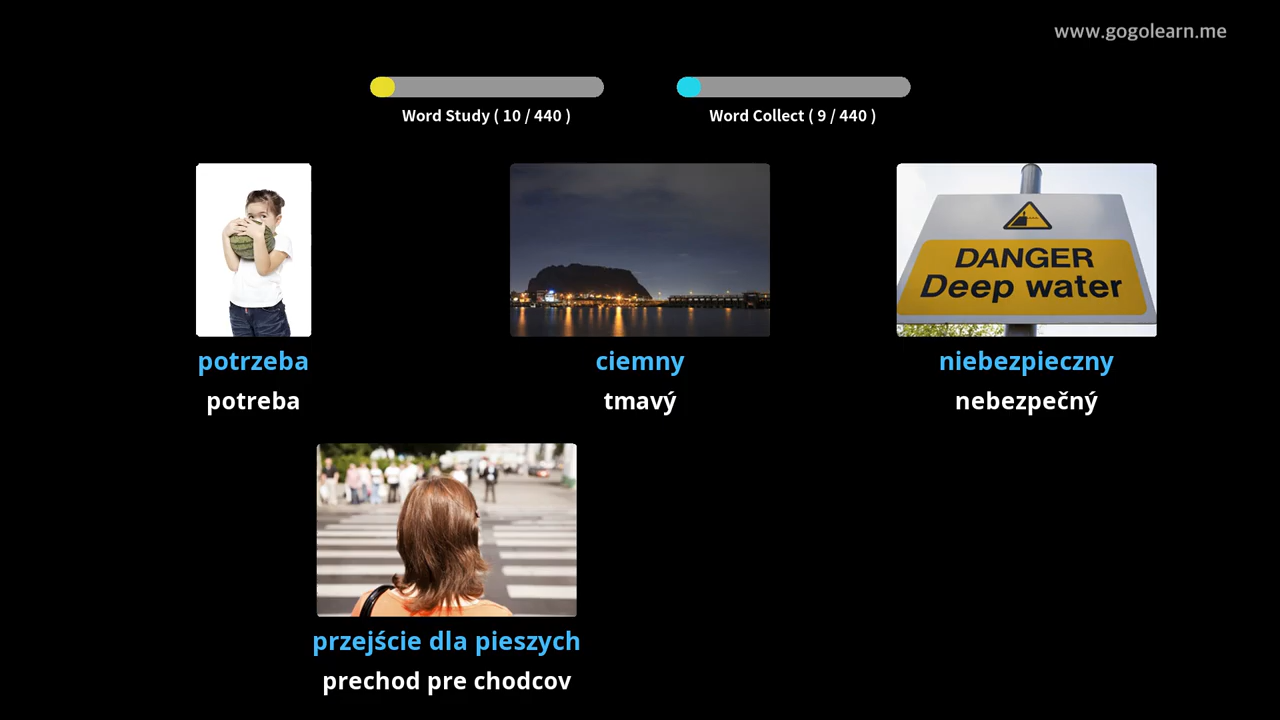 www.gogolearn.me
Word Study ( 10 / 440 )
Word Collect ( 9 / 440 )
DANGER
Deep water
potrzeba
potreba
ciemny
tmavý
niebezpieczny
nebezpečný
przejście dla pieszych
prechod pre chodcov